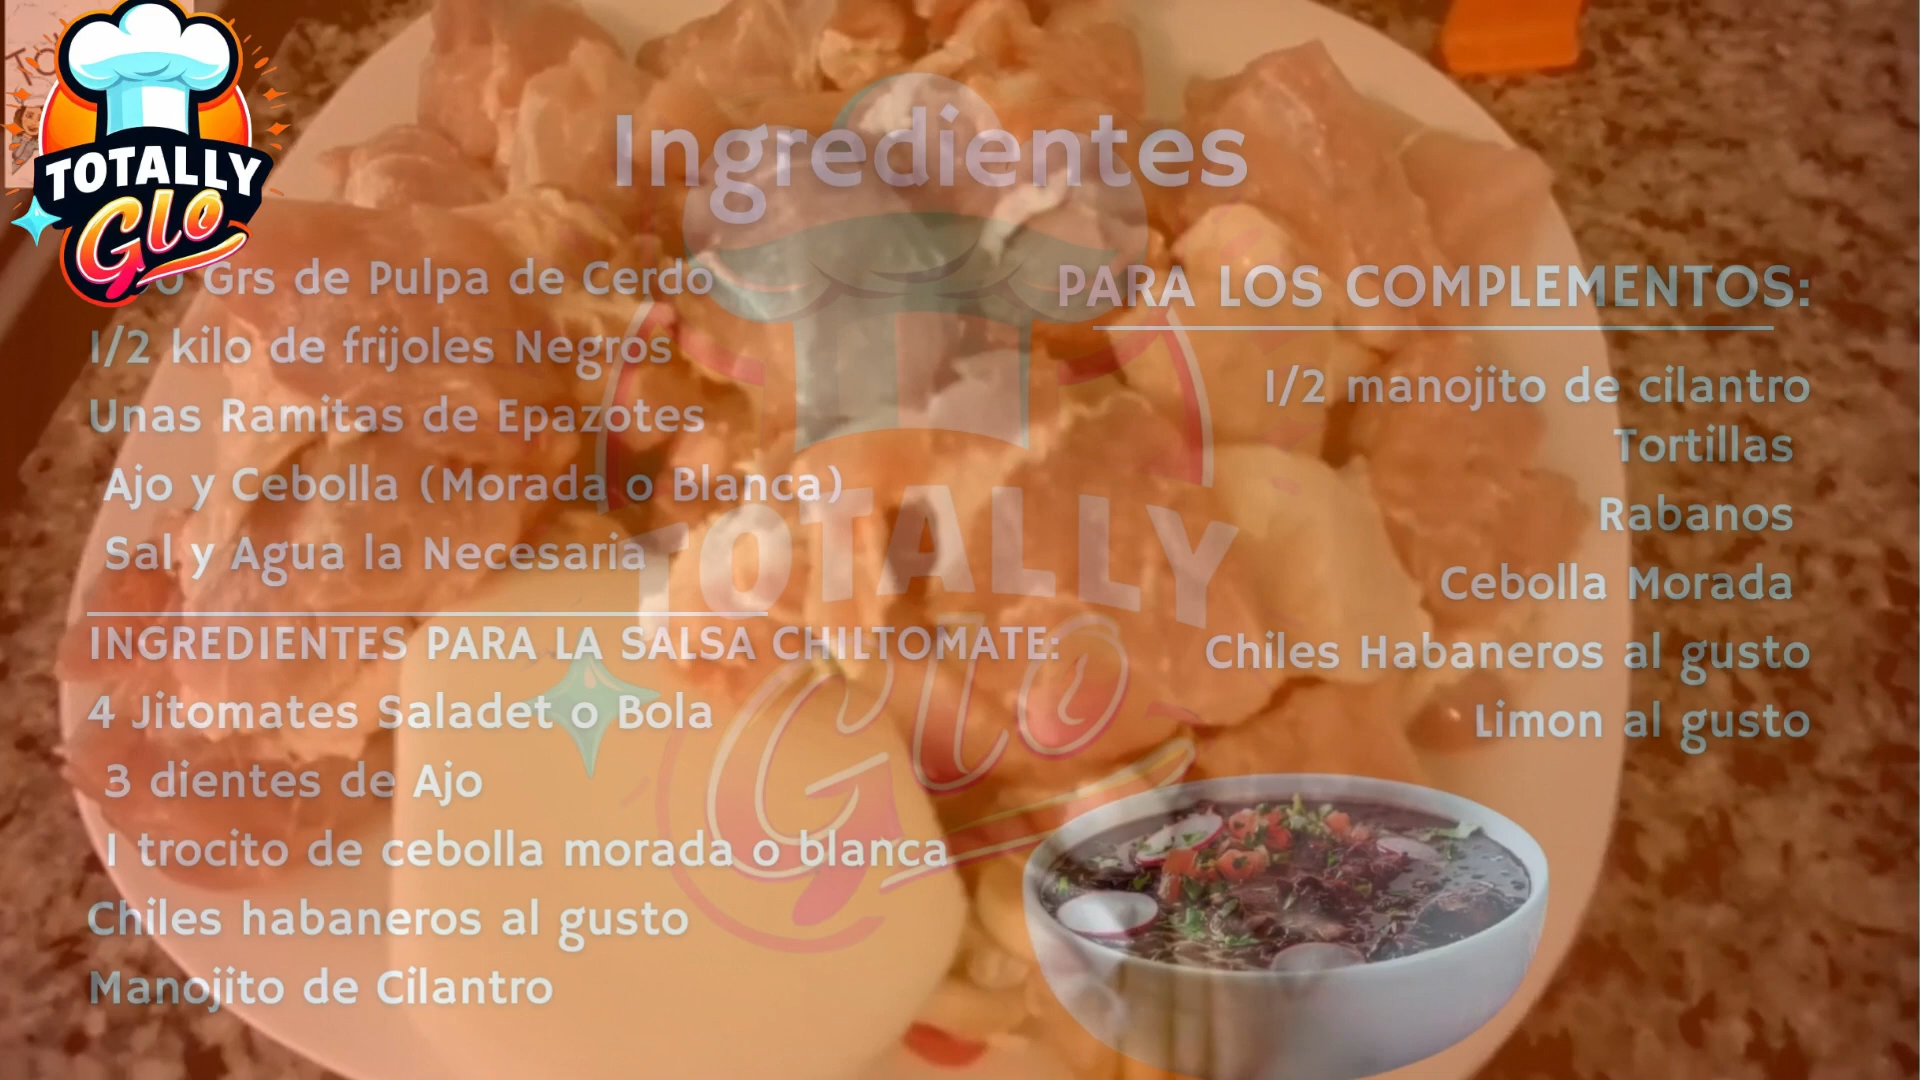 TOTALLY
Glo
Ingredientes
Grs de Pulpa de Cerdo
1/2 kilo de frijoles Negros
Unas Ramitas de Epazotes
Ajo y Cebolla (Morada o Blanca)
Sal y Agua la Necesaria
INGREDIENTES PARA LA SALSA CHILTOMATE:
4 Jitomates Saladet o Bola
3 dientes de Ajo
1 trocito de cebolla morada o blanca
Chiles habaneros al gusto
Manojito de Cilantro
PARA LOS COMPLEMENTOS:
1/2 manojito de cilantro
Tortillas
Rabanos
Cebolla Morada
Chiles Habaneros al gusto
Limon al gusto
TOTALLY
Glo